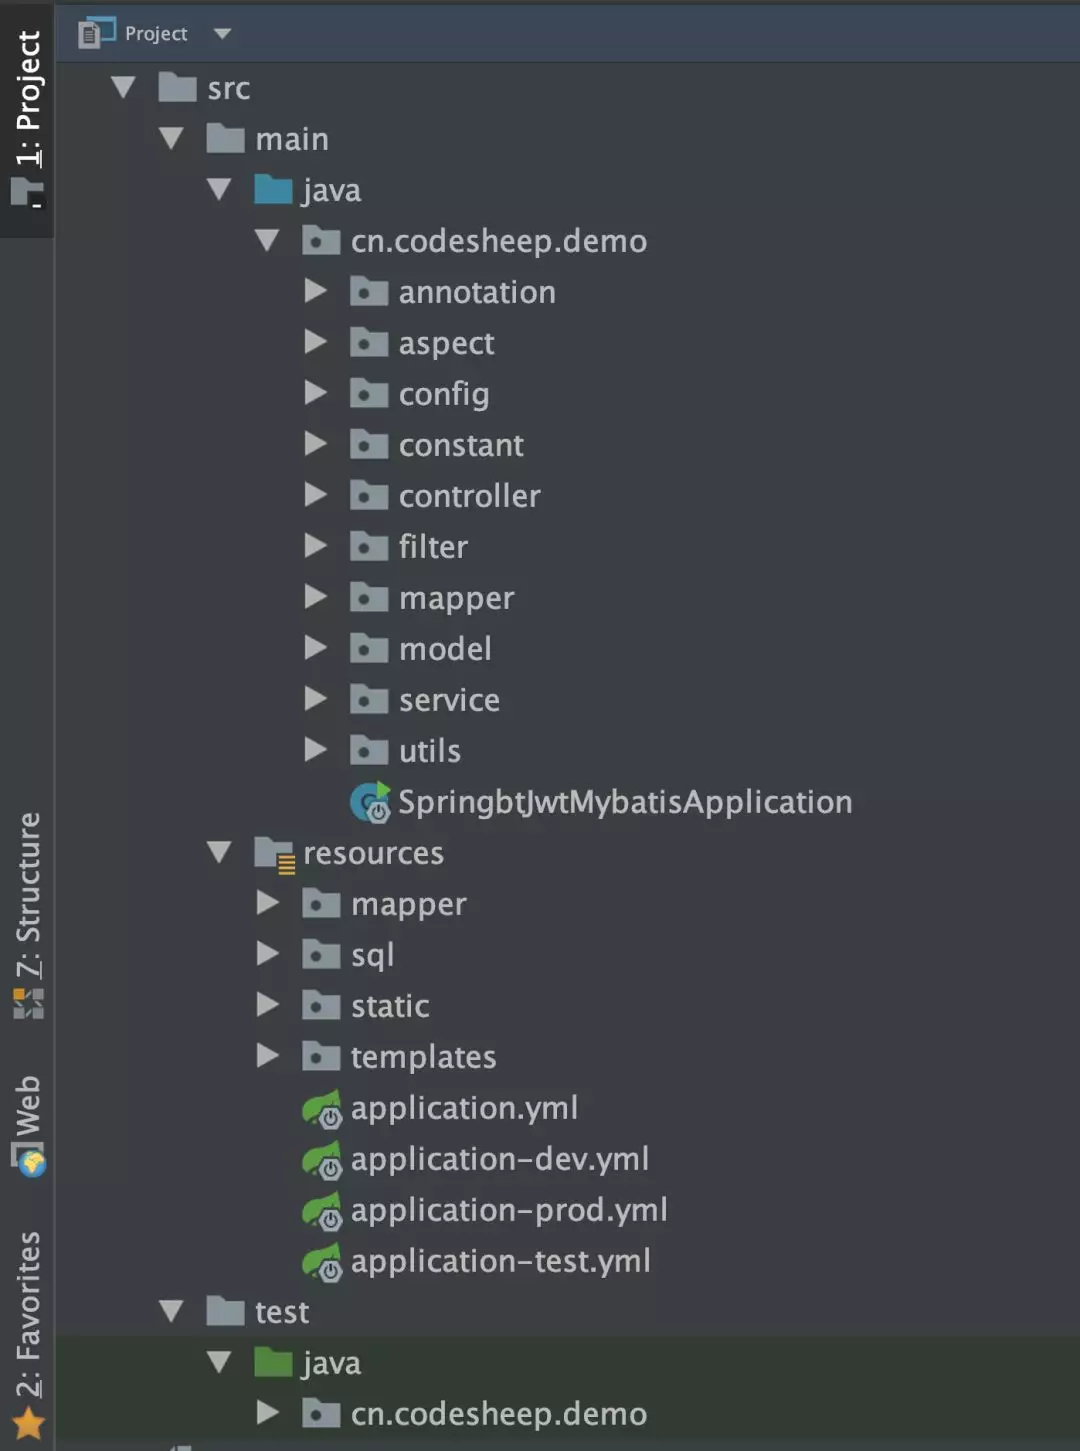 Project
src
main
java
cn.codesheep.demo
annotation
aspect
config
constant
controller
filter
mapper
model
service
utils
SpringbtJwtMybatisApplication
resources
mapper
sql
static
templates
application.yml
application-dev.yml
application-prod.yml
application-test.yml
test
java
cn.codesheep.demo
1: Project
7: Structure
Web
2: Favorites